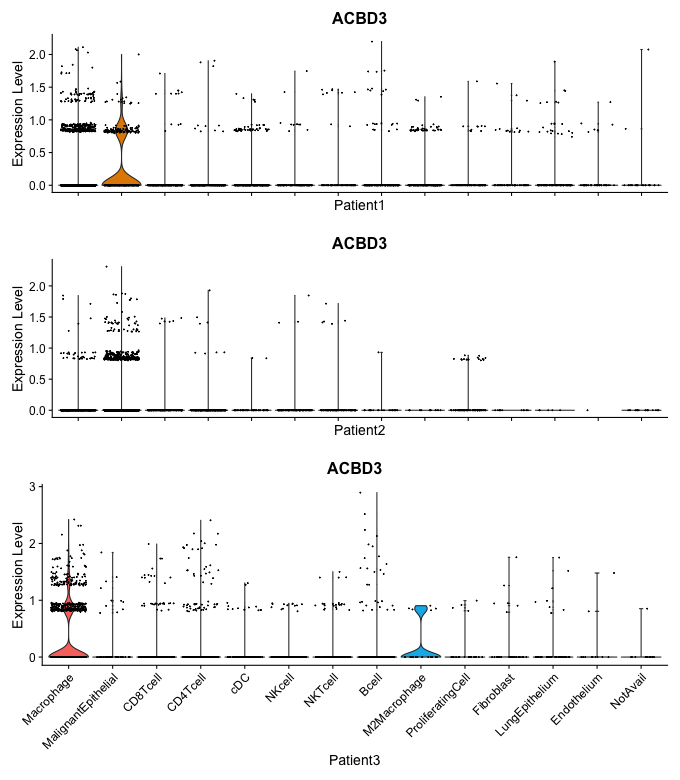 ACBD3
Expression Level
2.0
1.5
1.0
0.5
0.0
Patient1
ACBD3
Expression Level
2.0
1.5
1.0
0.5
0.0
Patient2
ACBD3
Expression Level
3
2
1
0
Macrophage
MalignantEpithelial
CD8Tcell
CD4Tcell
cDC
NKcell
NKTcell
Bcell
M2Macrophage
ProliferatingCell
Fibroblast
LungEpithelium
Endothelium
NotAvail
Patient3